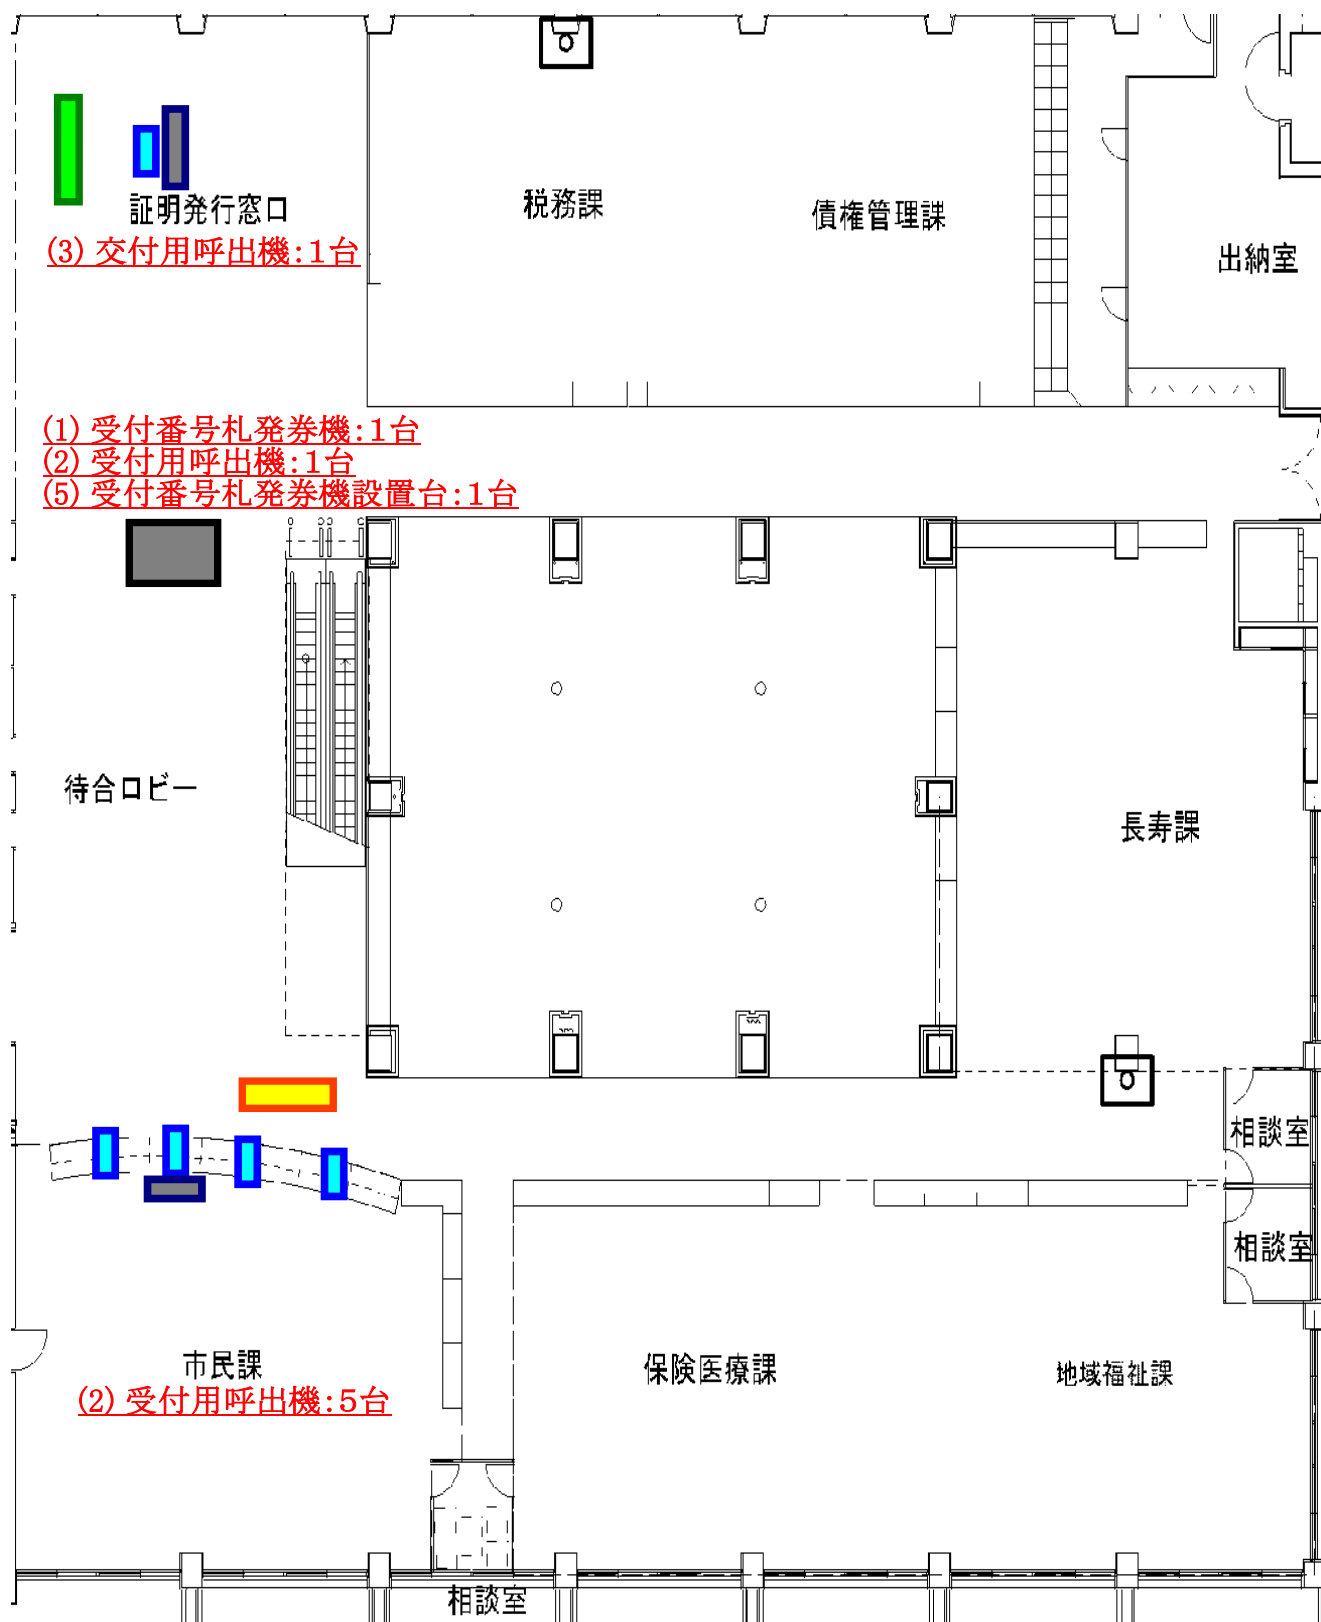 税務課
債権管理課
証明発行窓口
(3) 交付用呼出機:1台
出納室
(1) 受付番号札発券機:1台
(2) 受付用呼出機:1台
(5) 受付番号札発券機設置台:1台
待合ロビー
長寿課
相談室
相談室
市民課
(2) 受付用呼出機:5台
保険医療課
地域福祉課
相談室